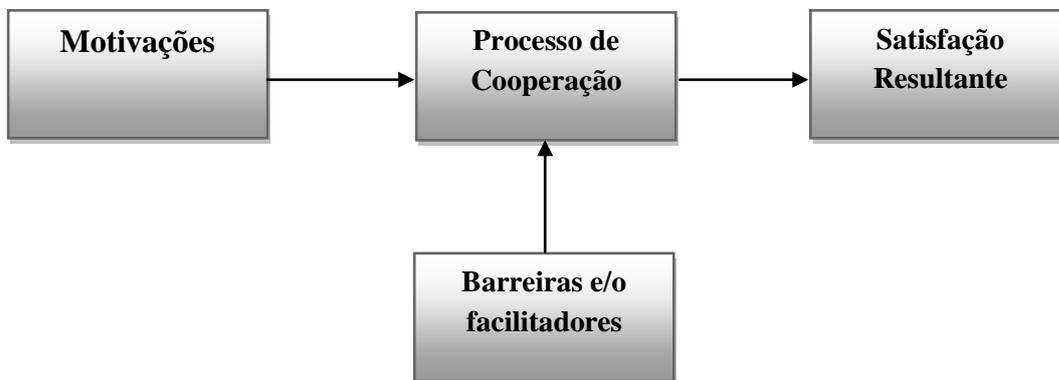 Motivações
Processo de
Cooperação
Satisfação
Resultante
Barreiras e/o
facilitadores